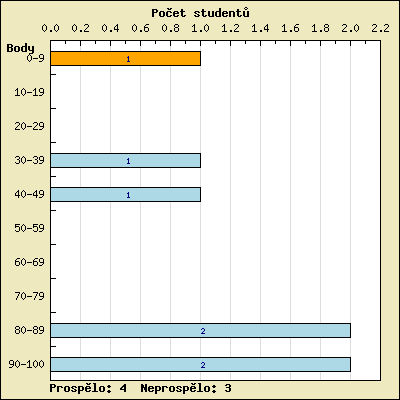 Počet studentů
0.0 0.2 0.4 0.6 0.8 1.0 1.2 1.4 1.6 1.8 2.0 2.2
Body
0-9 1
10-19
20-29
30-39 1
40-49 1
50-59
60-69
70-79
80-89 2
90-100 2
Prospělo: 4 Neprospělo: 3